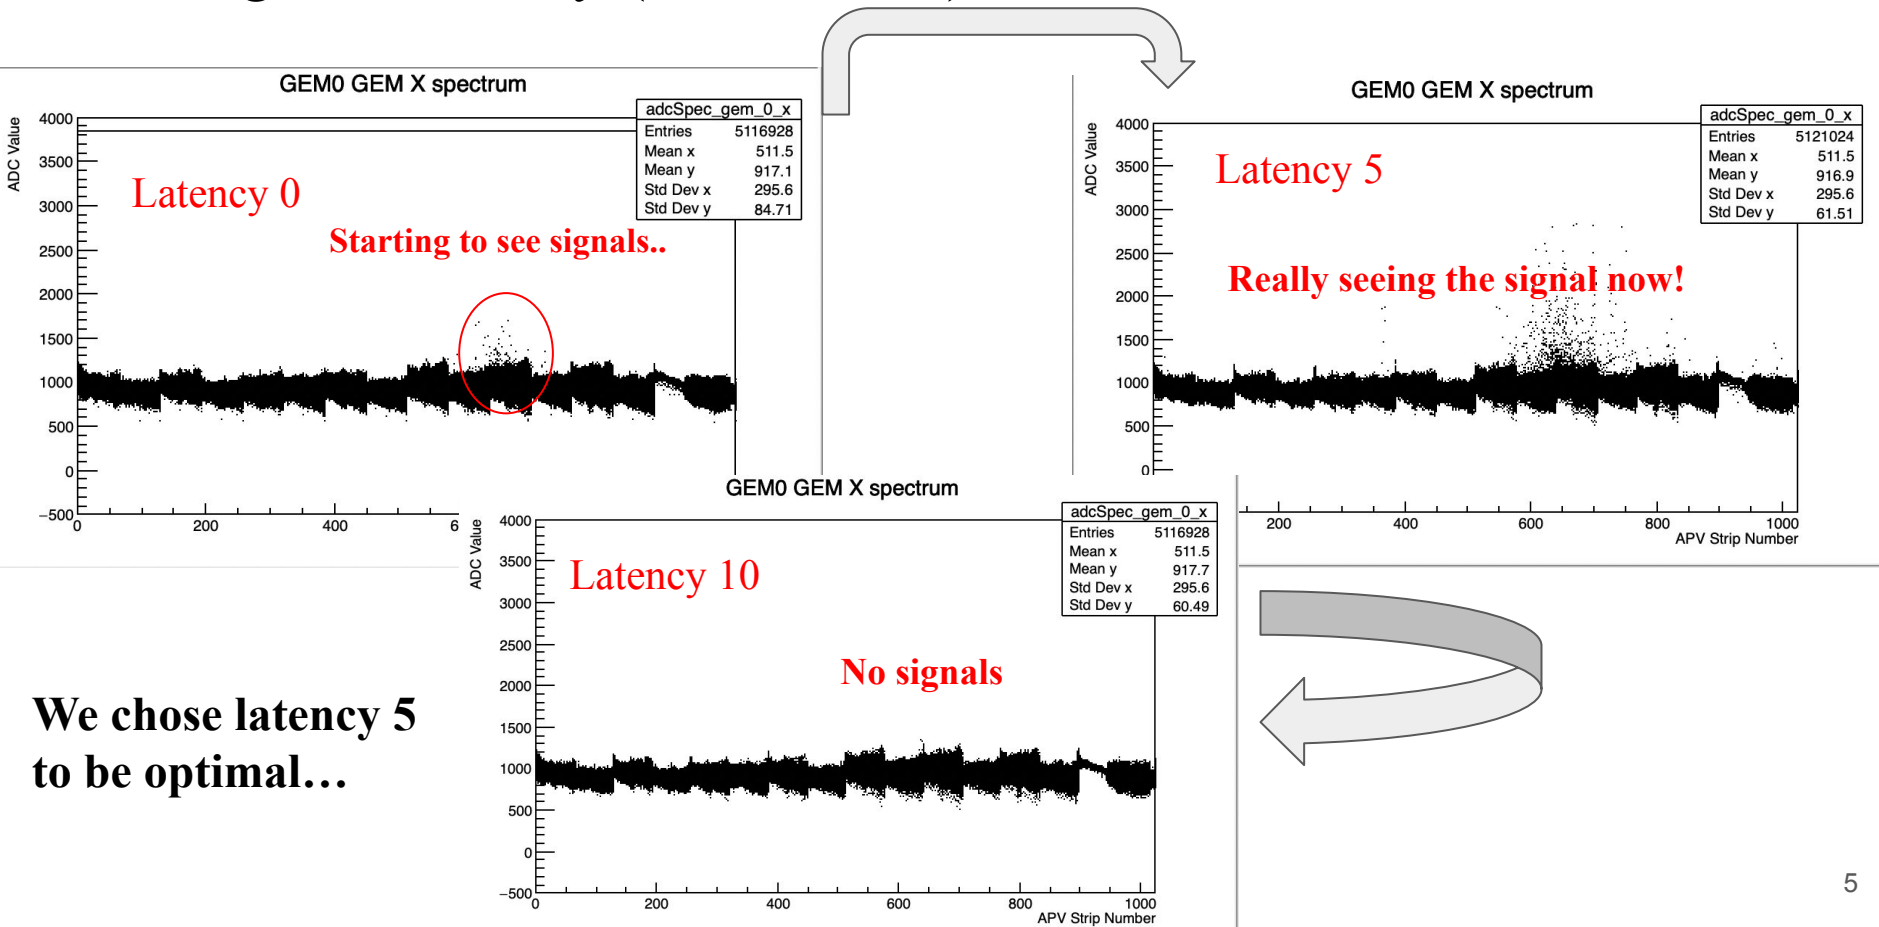 GEM0 GEM X spectrum
adcSpec_gem_0_x
Entries 5116928
Mean x 511.5
Mean y 917.1
Std Dev x 295.6
Std Dev y 84.71
ADC Value
4000
3500
3000
2500
2000
1500
1000
500
0
−500
0 200 400 6
Latency 0
Starting to see signals..
GEM0 GEM X spectrum
adcSpec_gem_0_x
Entries 5121024
Mean x 511.5
Mean y 916.9
Std Dev x 295.6
Std Dev y 61.51
ADC Value
4000
3500
3000
2500
2000
1500
1000
500
0
200 400 600 800 1000
APV Strip Number
Latency 5
Really seeing the signal now!
GEM0 GEM X spectrum
adcSpec_gem_0_x
Entries 5116928
Mean x 511.5
Mean y 917.7
Std Dev x 295.6
Std Dev y 60.49
ADC Value
4000
3500
3000
2500
2000
1500
1000
500
0
−500
0 200 400 600 800 1000
APV Strip Number
Latency 10
No signals
We chose latency 5
to be optimal…
5